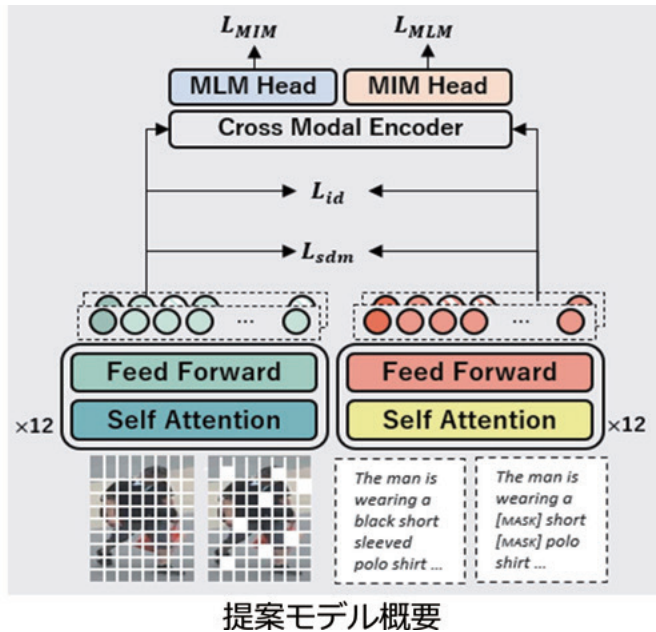 L_MIM L_MLM
MLM Head MIM Head
Cross Modal Encoder
L_id
L_sdm
... ...
Feed Forward Feed Forward
×12 Self Attention Self Attention ×12
The man is
wearing a
black short
sleeved
polo shirt ...
The man is
wearing a
[MASK] short
[MASK] polo
shirt ...
提案モデル概要